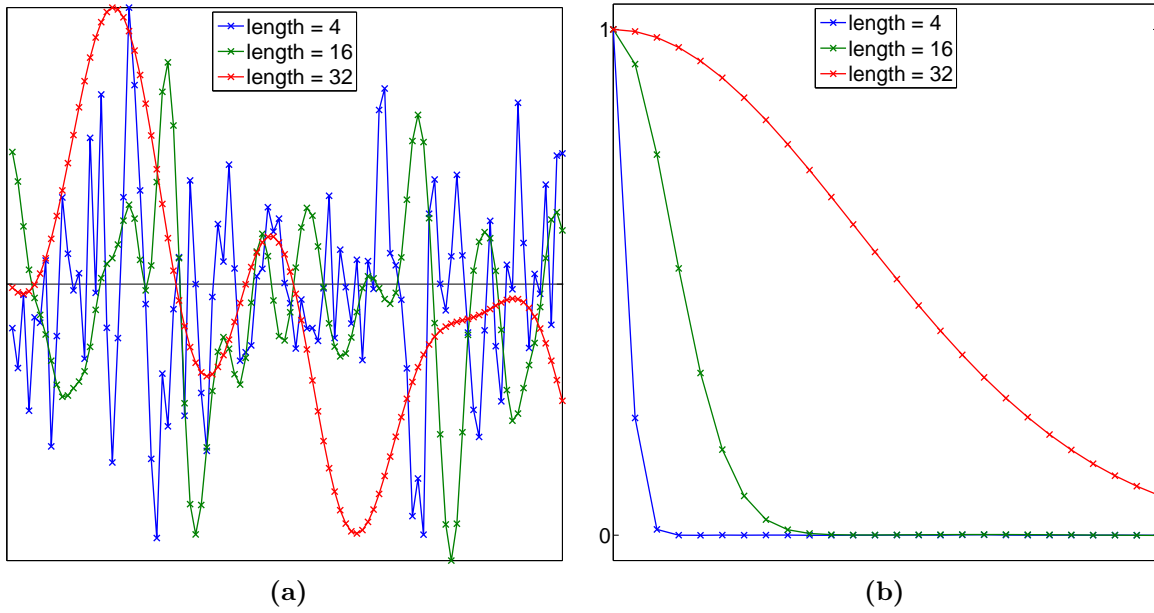 length = 4
length = 16
length = 32
1
length = 4
length = 16
length = 32
0
(a)
(b)